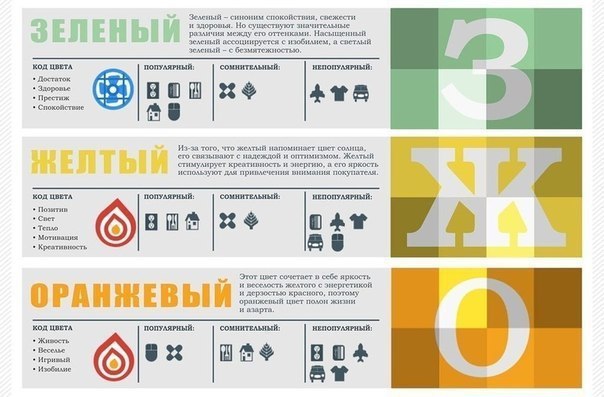 ЗЕЛЕНЫЙ
Зеленый – синоним спокойствия, свежести
и здоровья. Но существуют значительные
различия между его оттенками. Насыщенный
зеленый ассоциируется с изобилием, а светлый
зеленый – с безмятежностью.
КОД ЦВЕТА
• Достаток
• Здоровье
• Престиж
• Спокойствие
ПОПУЛЯРНЫЙ:
СОМНИТЕЛЬНЫЙ:
НЕПОПУЛЯРНЫЙ:
З
ЖЕЛТЫЙ
Из-за того, что желтый напоминает цвет солнца,
его связывают с надеждой и оптимизмом. Желтый
стимулирует креативность и энергию, а его яркость
используют для привлечения внимания покупателя.
КОД ЦВЕТА
• Позитив
• Свет
• Тепло
• Мотивация
• Креативность
ПОПУЛЯРНЫЙ:
СОМНИТЕЛЬНЫЙ:
НЕПОПУЛЯРНЫЙ:
Ж
ОРАНЖЕВЫЙ
Этот цвет сочетает в себе яркость
и веселость желтого с энергетикой
и дерзостью красного, поэтому
оранжевый цвет полон жизни
и азарта.
КОД ЦВЕТА
• Живость
• Веселье
• Игривый
• Изобилие
ПОПУЛЯРНЫЙ:
СОМНИТЕЛЬНЫЙ:
НЕПОПУЛЯРНЫЙ:
О